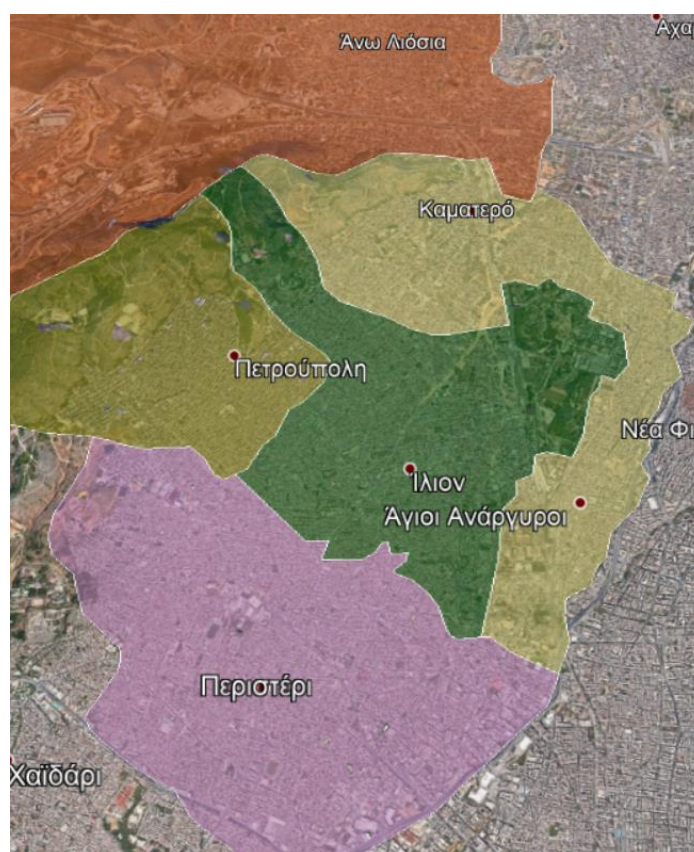 Αχα
Άνω Λιόσια
Καματερό
Πετρούπολη
Νέα Φι
Ίλιον
Άγιοι Ανάργυροι
Περιστέρι
Χαϊδάρι